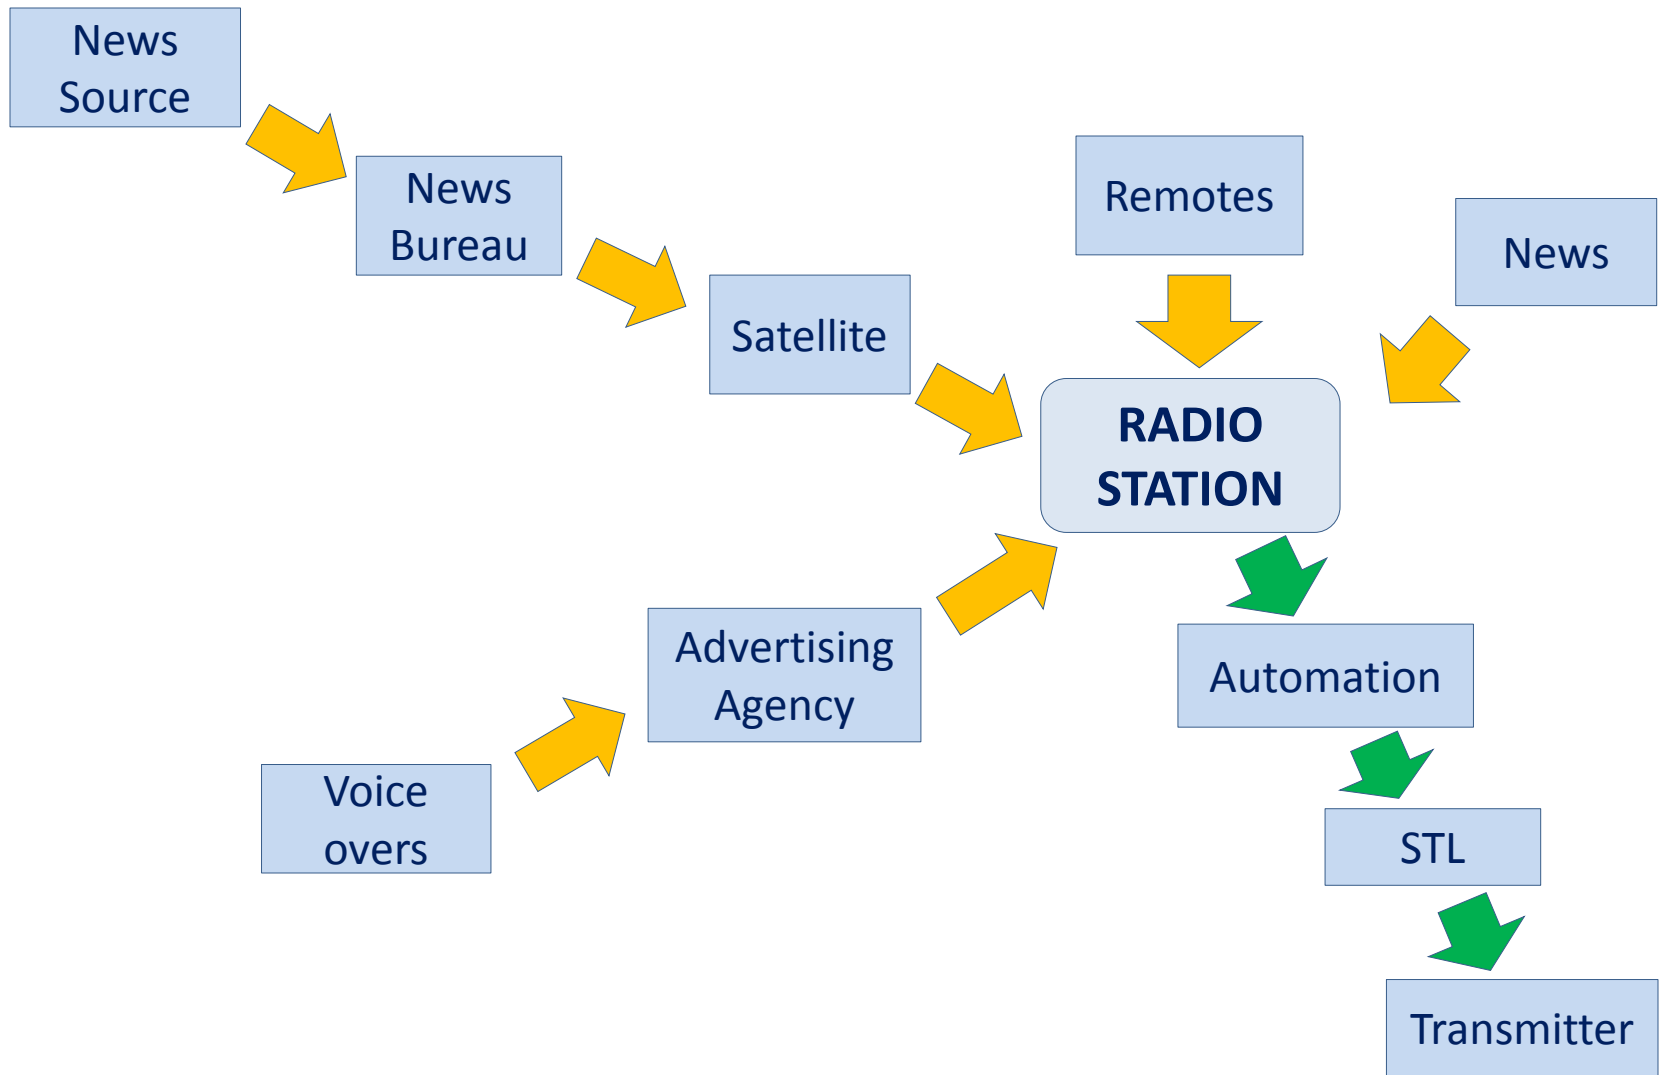 News
Source
News
Bureau
Satellite
Remotes
News
RADIO
STATION
Advertising
Agency
Voice
overs
Automation
STL
Transmitter